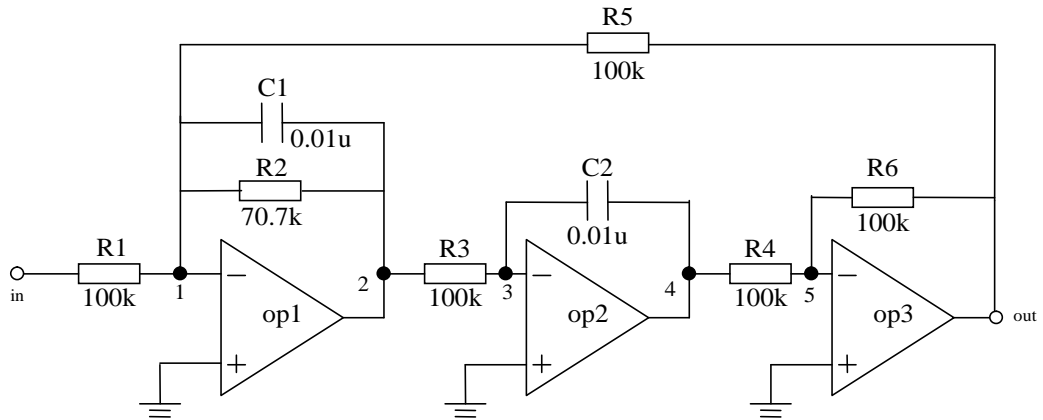 R5
100k
C1
0.01u
R2
70.7k
C2
0.01u
R6
100k
R1
100k
in
1
−
+
op1
2
R3
100k
3
−
+
op2
4
R4
100k
5
−
+
op3
out